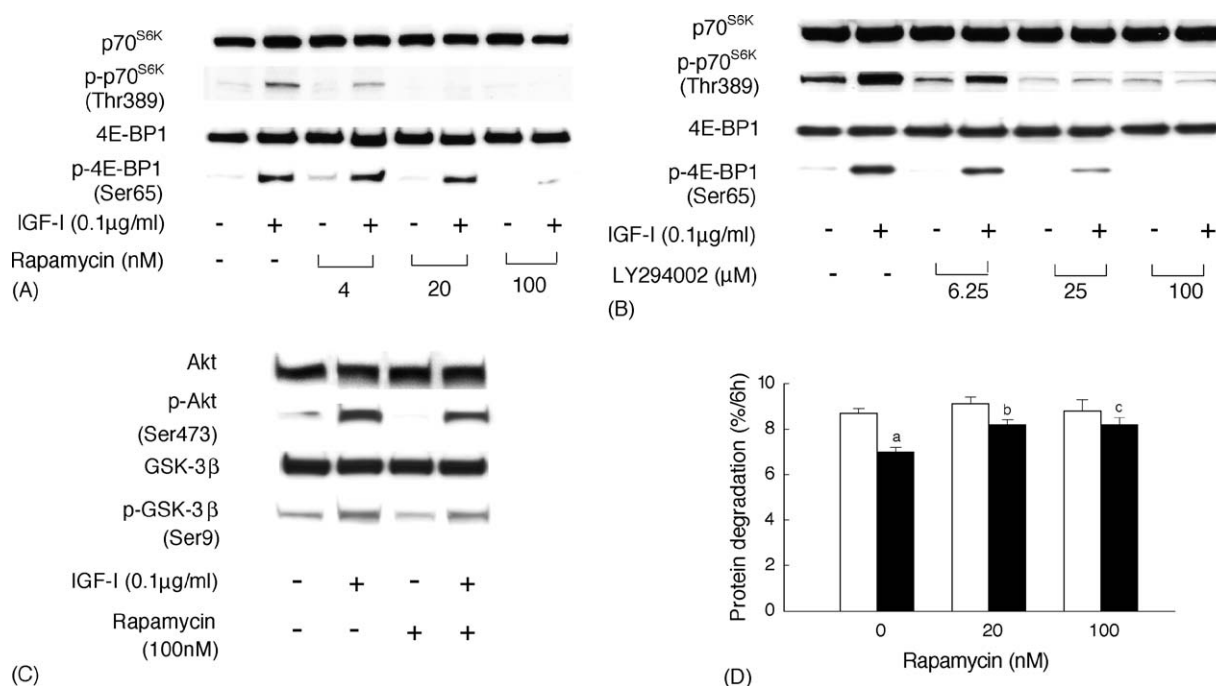 p70S6K
p-p70S6K
(Thr389)
4E-BP1
p-4E-BP1
(Ser65)
IGF-I (0.1µg/ml) - + - + - + - +
Rapamycin (nM) - - 4 20 100
(A)
p70S6K
p-p70S6K
(Thr389)
4E-BP1
p-4E-BP1
(Ser65)
IGF-I (0.1µg/ml) - + - + - + - +
LY294002 (µM) - - 6.25 25 100
(B)
Akt
p-Akt
(Ser473)
GSK-3β
p-GSK-3β
(Ser9)
IGF-I (0.1µg/ml) - + - +
Rapamycin - - + +
(100nM)
(C)
Protein degradation (%/6h)
10
8
6
4
2
0
a
b
c
0 20 100
Rapamycin (nM)
(D)